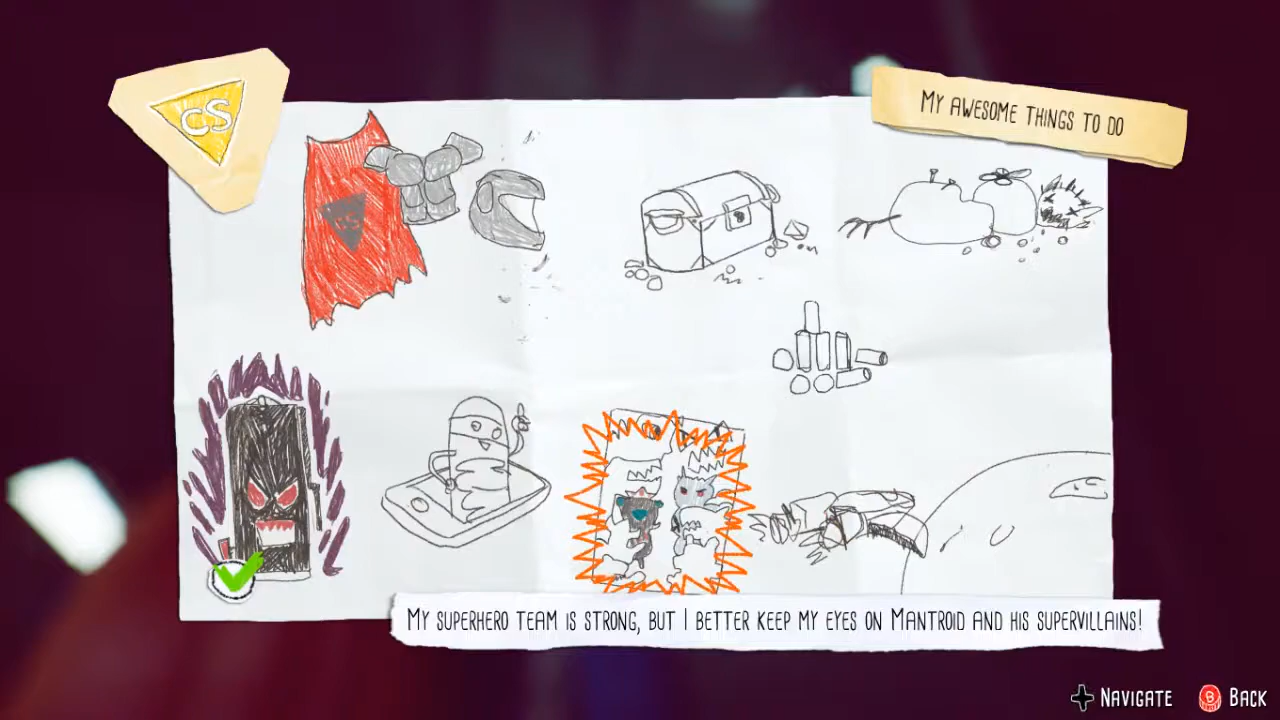 CS
MY AWESOME THINGS TO DO
MY SUPERHERO TEAM IS STRONG, BUT I BETTER KEEP MY EYES ON MANTROID AND HIS SUPERVILLAINS!
NAVIGATE
B BACK